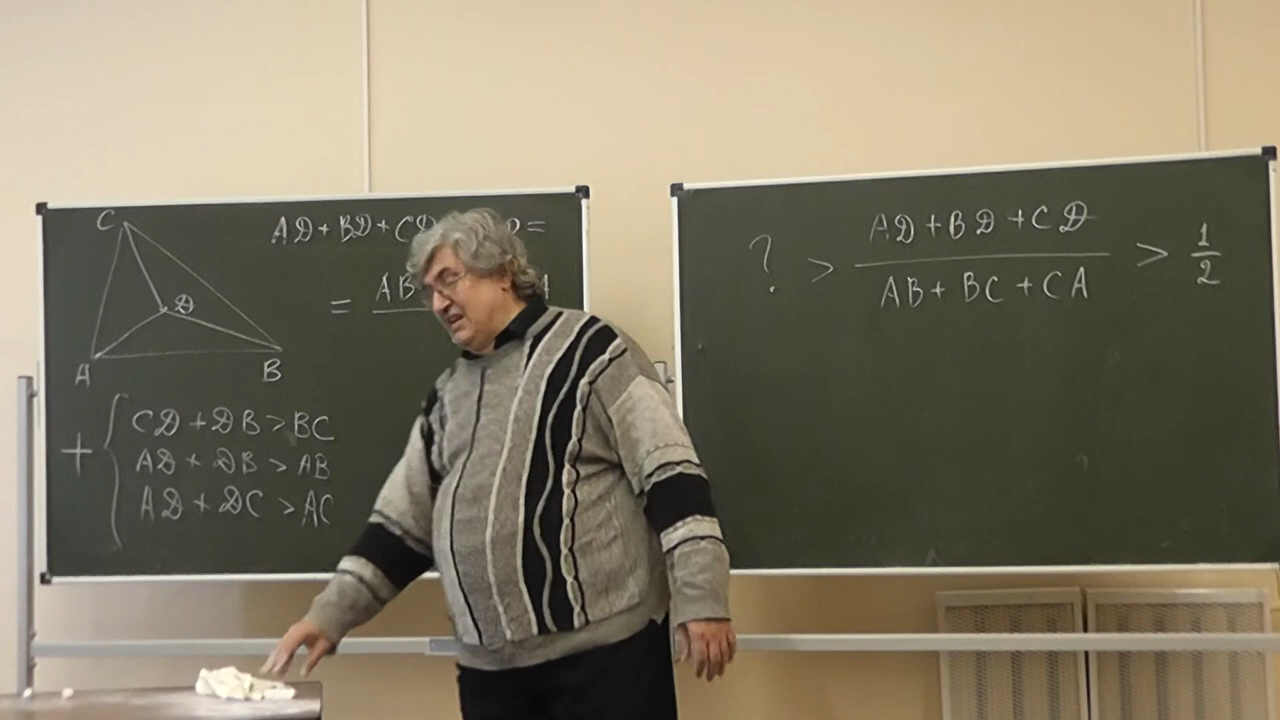 C
D
A B
AD + BD + CD =
= AB
CD + DB > BC
+ AD + DB > AB
AD + DC > AC
? > (AD + BD + CD) / (AB + BC + CA) > 1/2